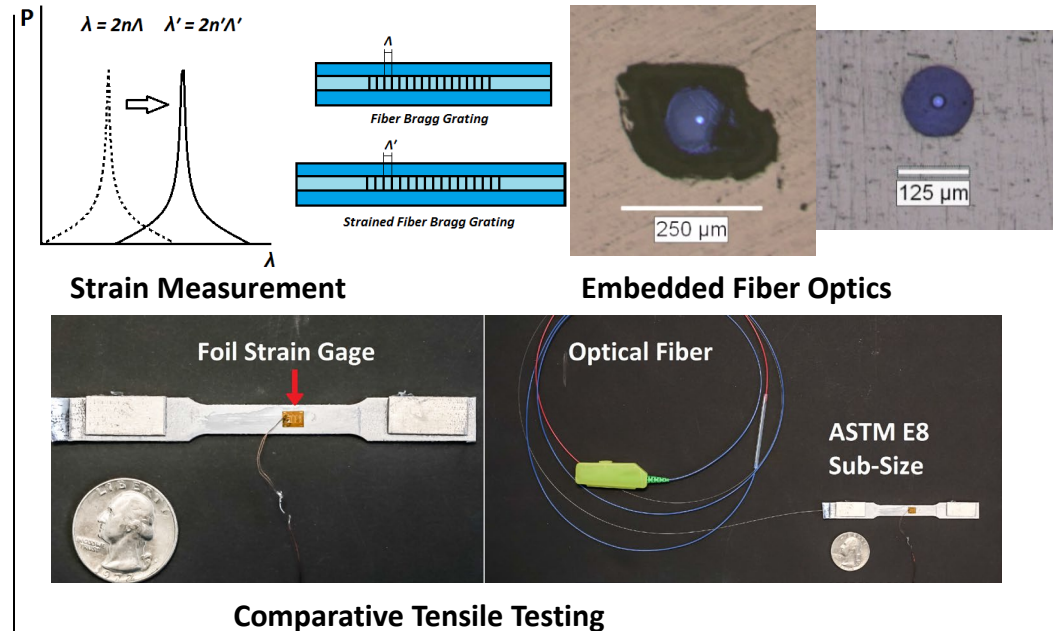 P
λ = 2nΛ λ' = 2n'Λ'
λ
Λ
Fiber Bragg Grating
Λ'
Strained Fiber Bragg Grating
250 µm
125 µm
Strain Measurement
Embedded Fiber Optics
Foil Strain Gage
LIBERTY
Optical Fiber
ASTM E8
Sub-Size
Comparative Tensile Testing